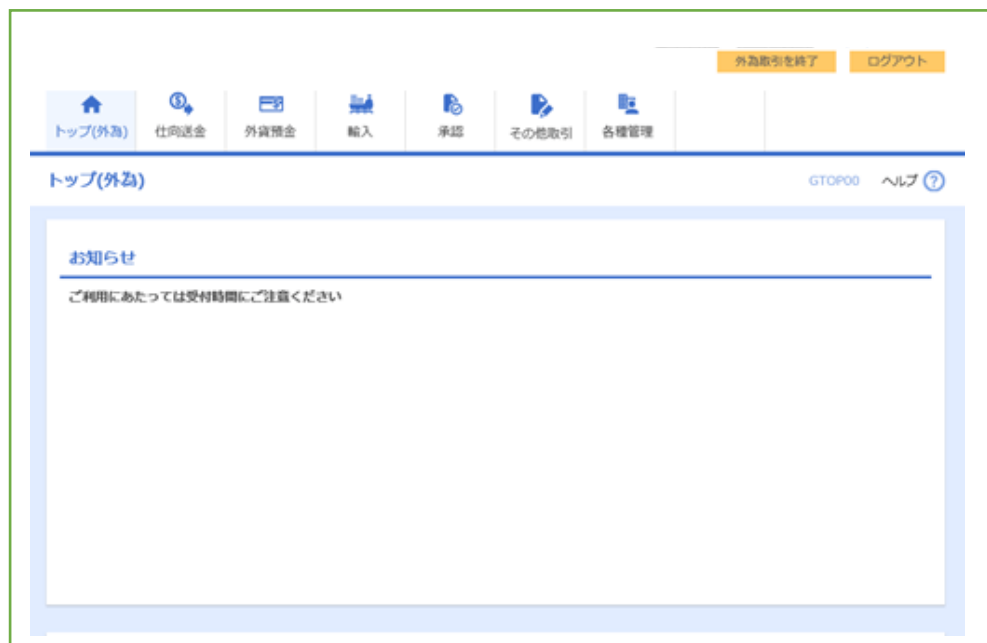 外為取引を終了 ログアウト
トップ(外為) 仕向送金 外貨預金 輸入 承認 その他取引 各種管理
トップ(外為) GTOP00 ヘルプ ?
お知らせ
ご利用にあたっては受付時間にご注意ください